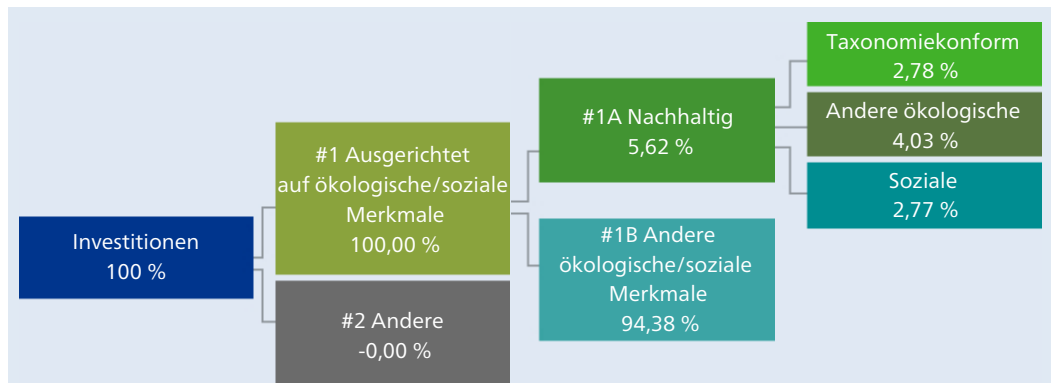 Investitionen
100 %
#1 Ausgerichtet
auf ökologische/soziale
Merkmale
100,00 %
#2 Andere
-0,00 %
#1A Nachhaltig
5,62 %
#1B Andere
ökologische/soziale
Merkmale
94,38 %
Taxonomiekonform
2,78 %
Andere ökologische
4,03 %
Soziale
2,77 %